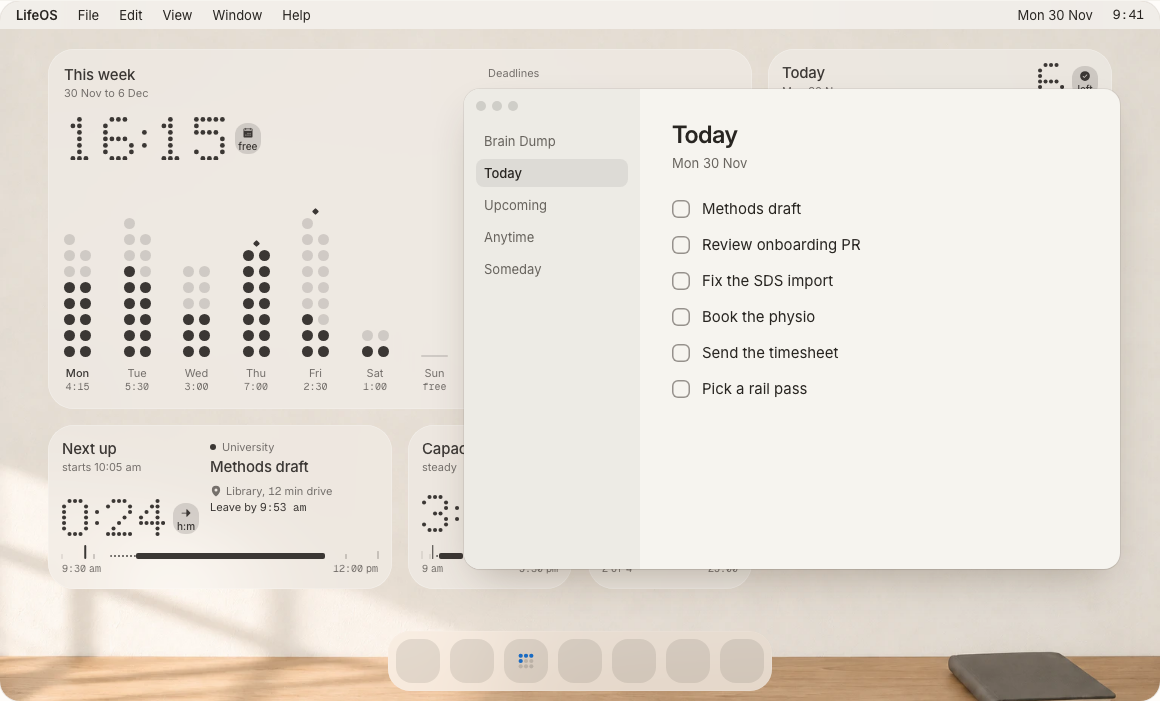 LifeOS File Edit View Window Help Mon 30 Nov 9:41
This week
30 Nov to 6 Dec
16:15 free
Deadlines
Mon Tue Wed Thu Fri Sat Sun
4:15 5:30 3:00 7:00 2:30 1:00 free
Today
6
Brain Dump
Today
Upcoming
Anytime
Someday
Today
Mon 30 Nov
Methods draft
Review onboarding PR
Fix the SDS import
Book the physio
Send the timesheet
Pick a rail pass
Next up
starts 10:05 am
0:24 h:m
University
Methods draft
Library, 12 min drive
Leave by 9:53 am
9:30 am 12:00 pm
steady
3:
9 am